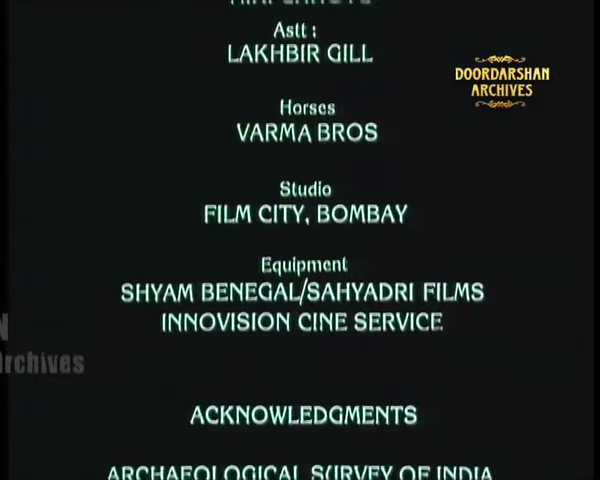 Astt :
LAKHBIR GILL
DOORDARSHAN
ARCHIVES
Horses
VARMA BROS
Studio
FILM CITY, BOMBAY
Equipment
SHYAM BENEGAL/SAHYADRI FILMS
INNOVISION CINE SERVICE
N
Archives
ACKNOWLEDGMENTS
ARCHAEOLOGICAL SURVEY OF INDIA